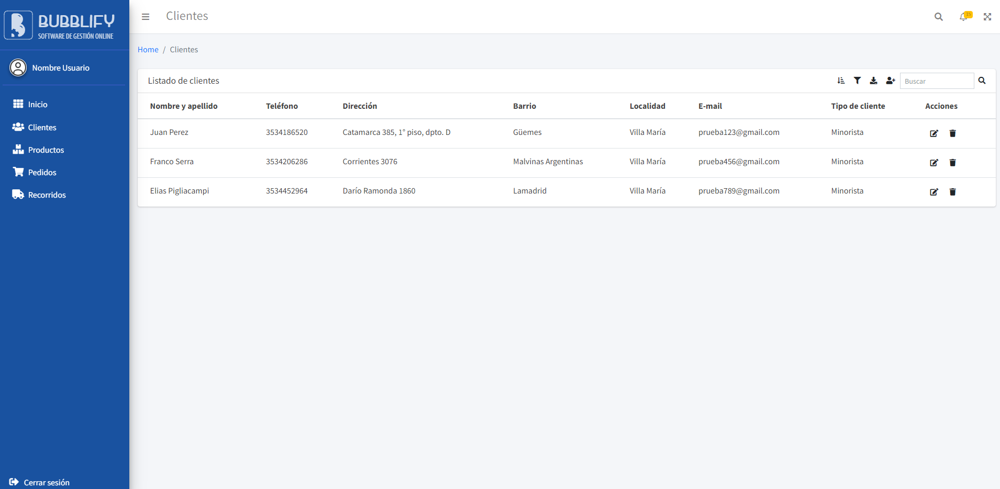 BUBBLIFY
SOFTWARE DE GESTIÓN ONLINE
Nombre Usuario
Inicio
Clientes
Productos
Pedidos
Recorridos
Cerrar sesión
Clientes
15
Home / Clientes
Listado de clientes
Buscar
Nombre y apellido Teléfono Dirección Barrio Localidad E-mail Tipo de cliente Acciones
Juan Perez 3534186520 Catamarca 385, 1° piso, dpto. D Güemes Villa María prueba123@gmail.com Minorista
Franco Serra 3534206286 Corrientes 3076 Malvinas Argentinas Villa María prueba456@gmail.com Minorista
Elias Pigliacampi 3534452964 Darío Ramonda 1860 Lamadrid Villa María prueba789@gmail.com Minorista